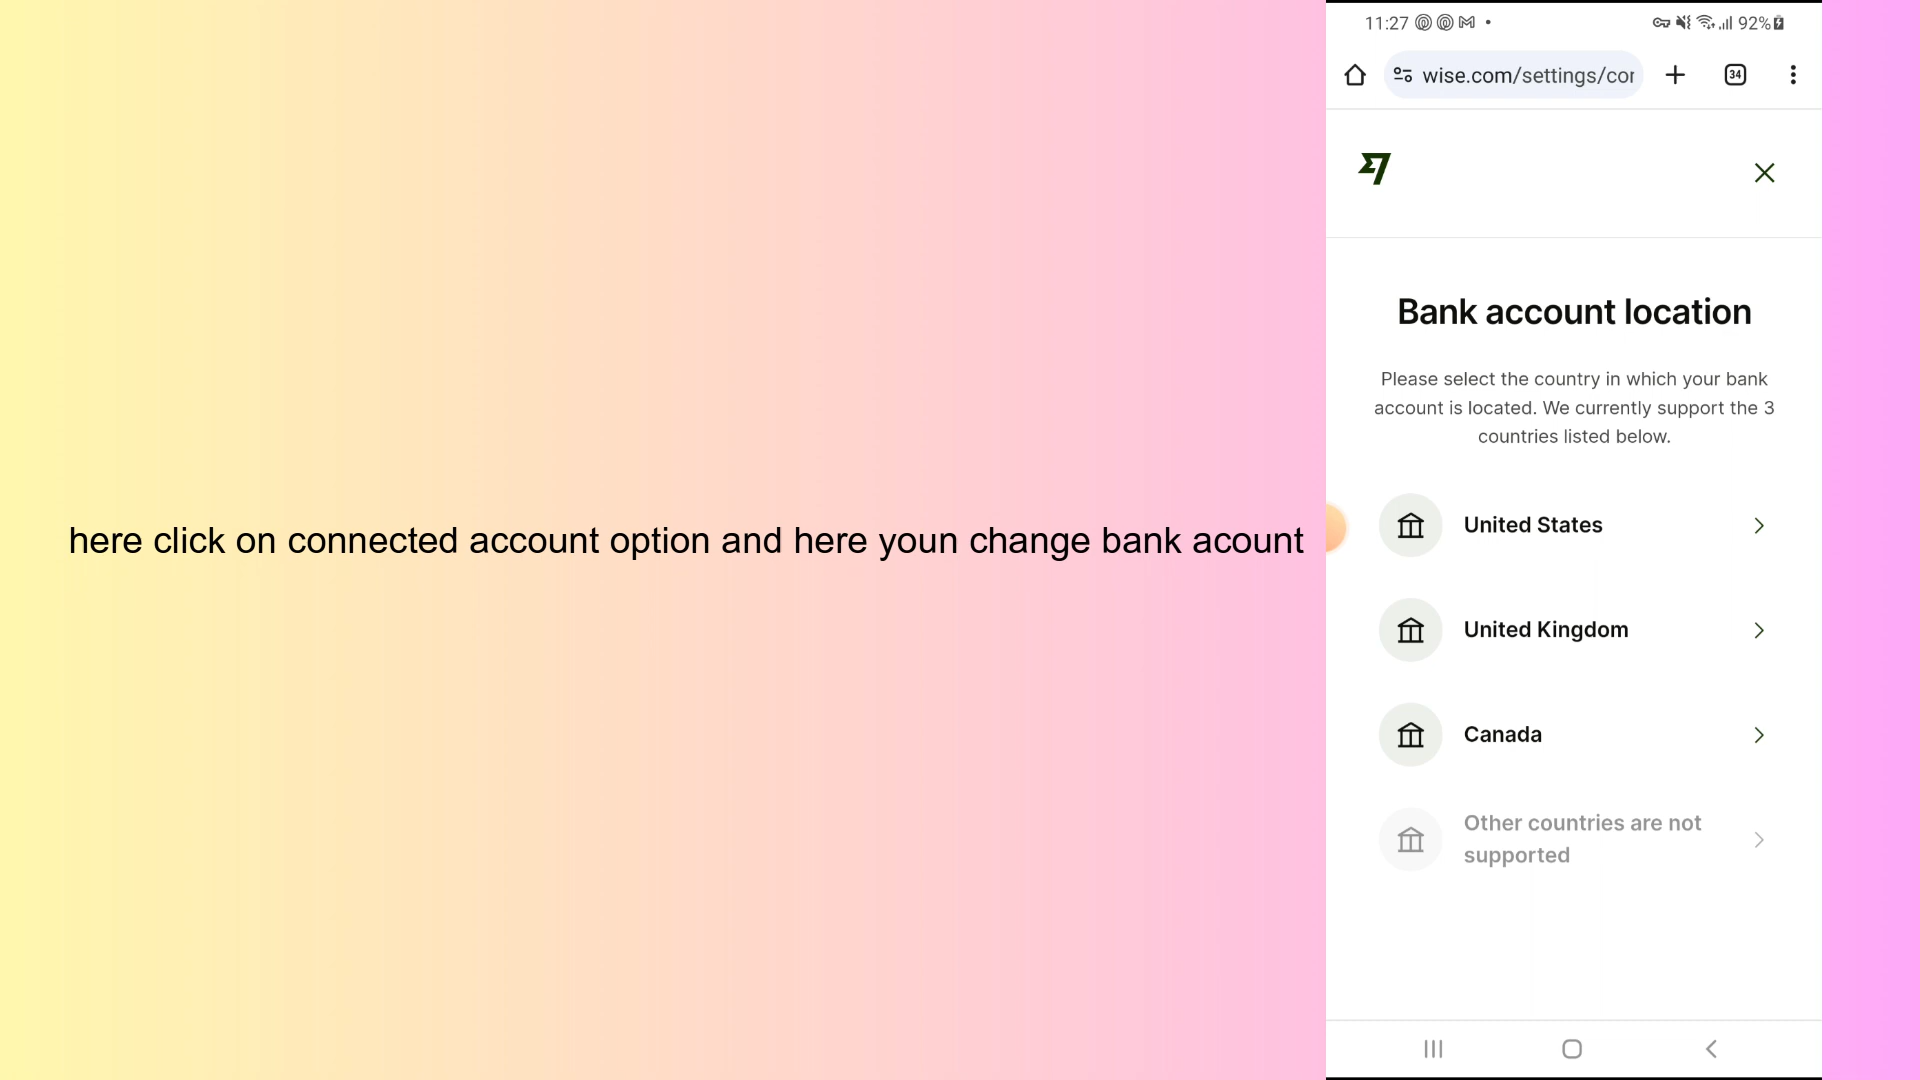 here click on connected account option and here youn change bank acount
11:27
92%
wise.com/settings/cor
34
Bank account location
Please select the country in which your bank
account is located. We currently support the 3
countries listed below.
United States
United Kingdom
Canada
Other countries are not
supported